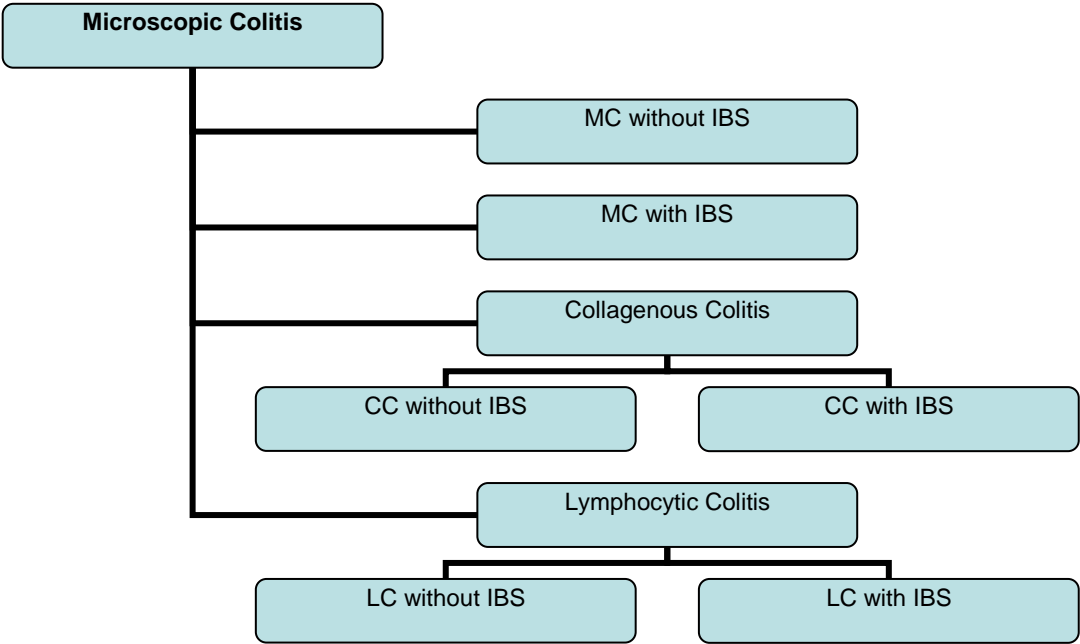 Microscopic Colitis
MC without IBS
MC with IBS
Collagenous Colitis
CC without IBS
CC with IBS
Lymphocytic Colitis
LC without IBS
LC with IBS